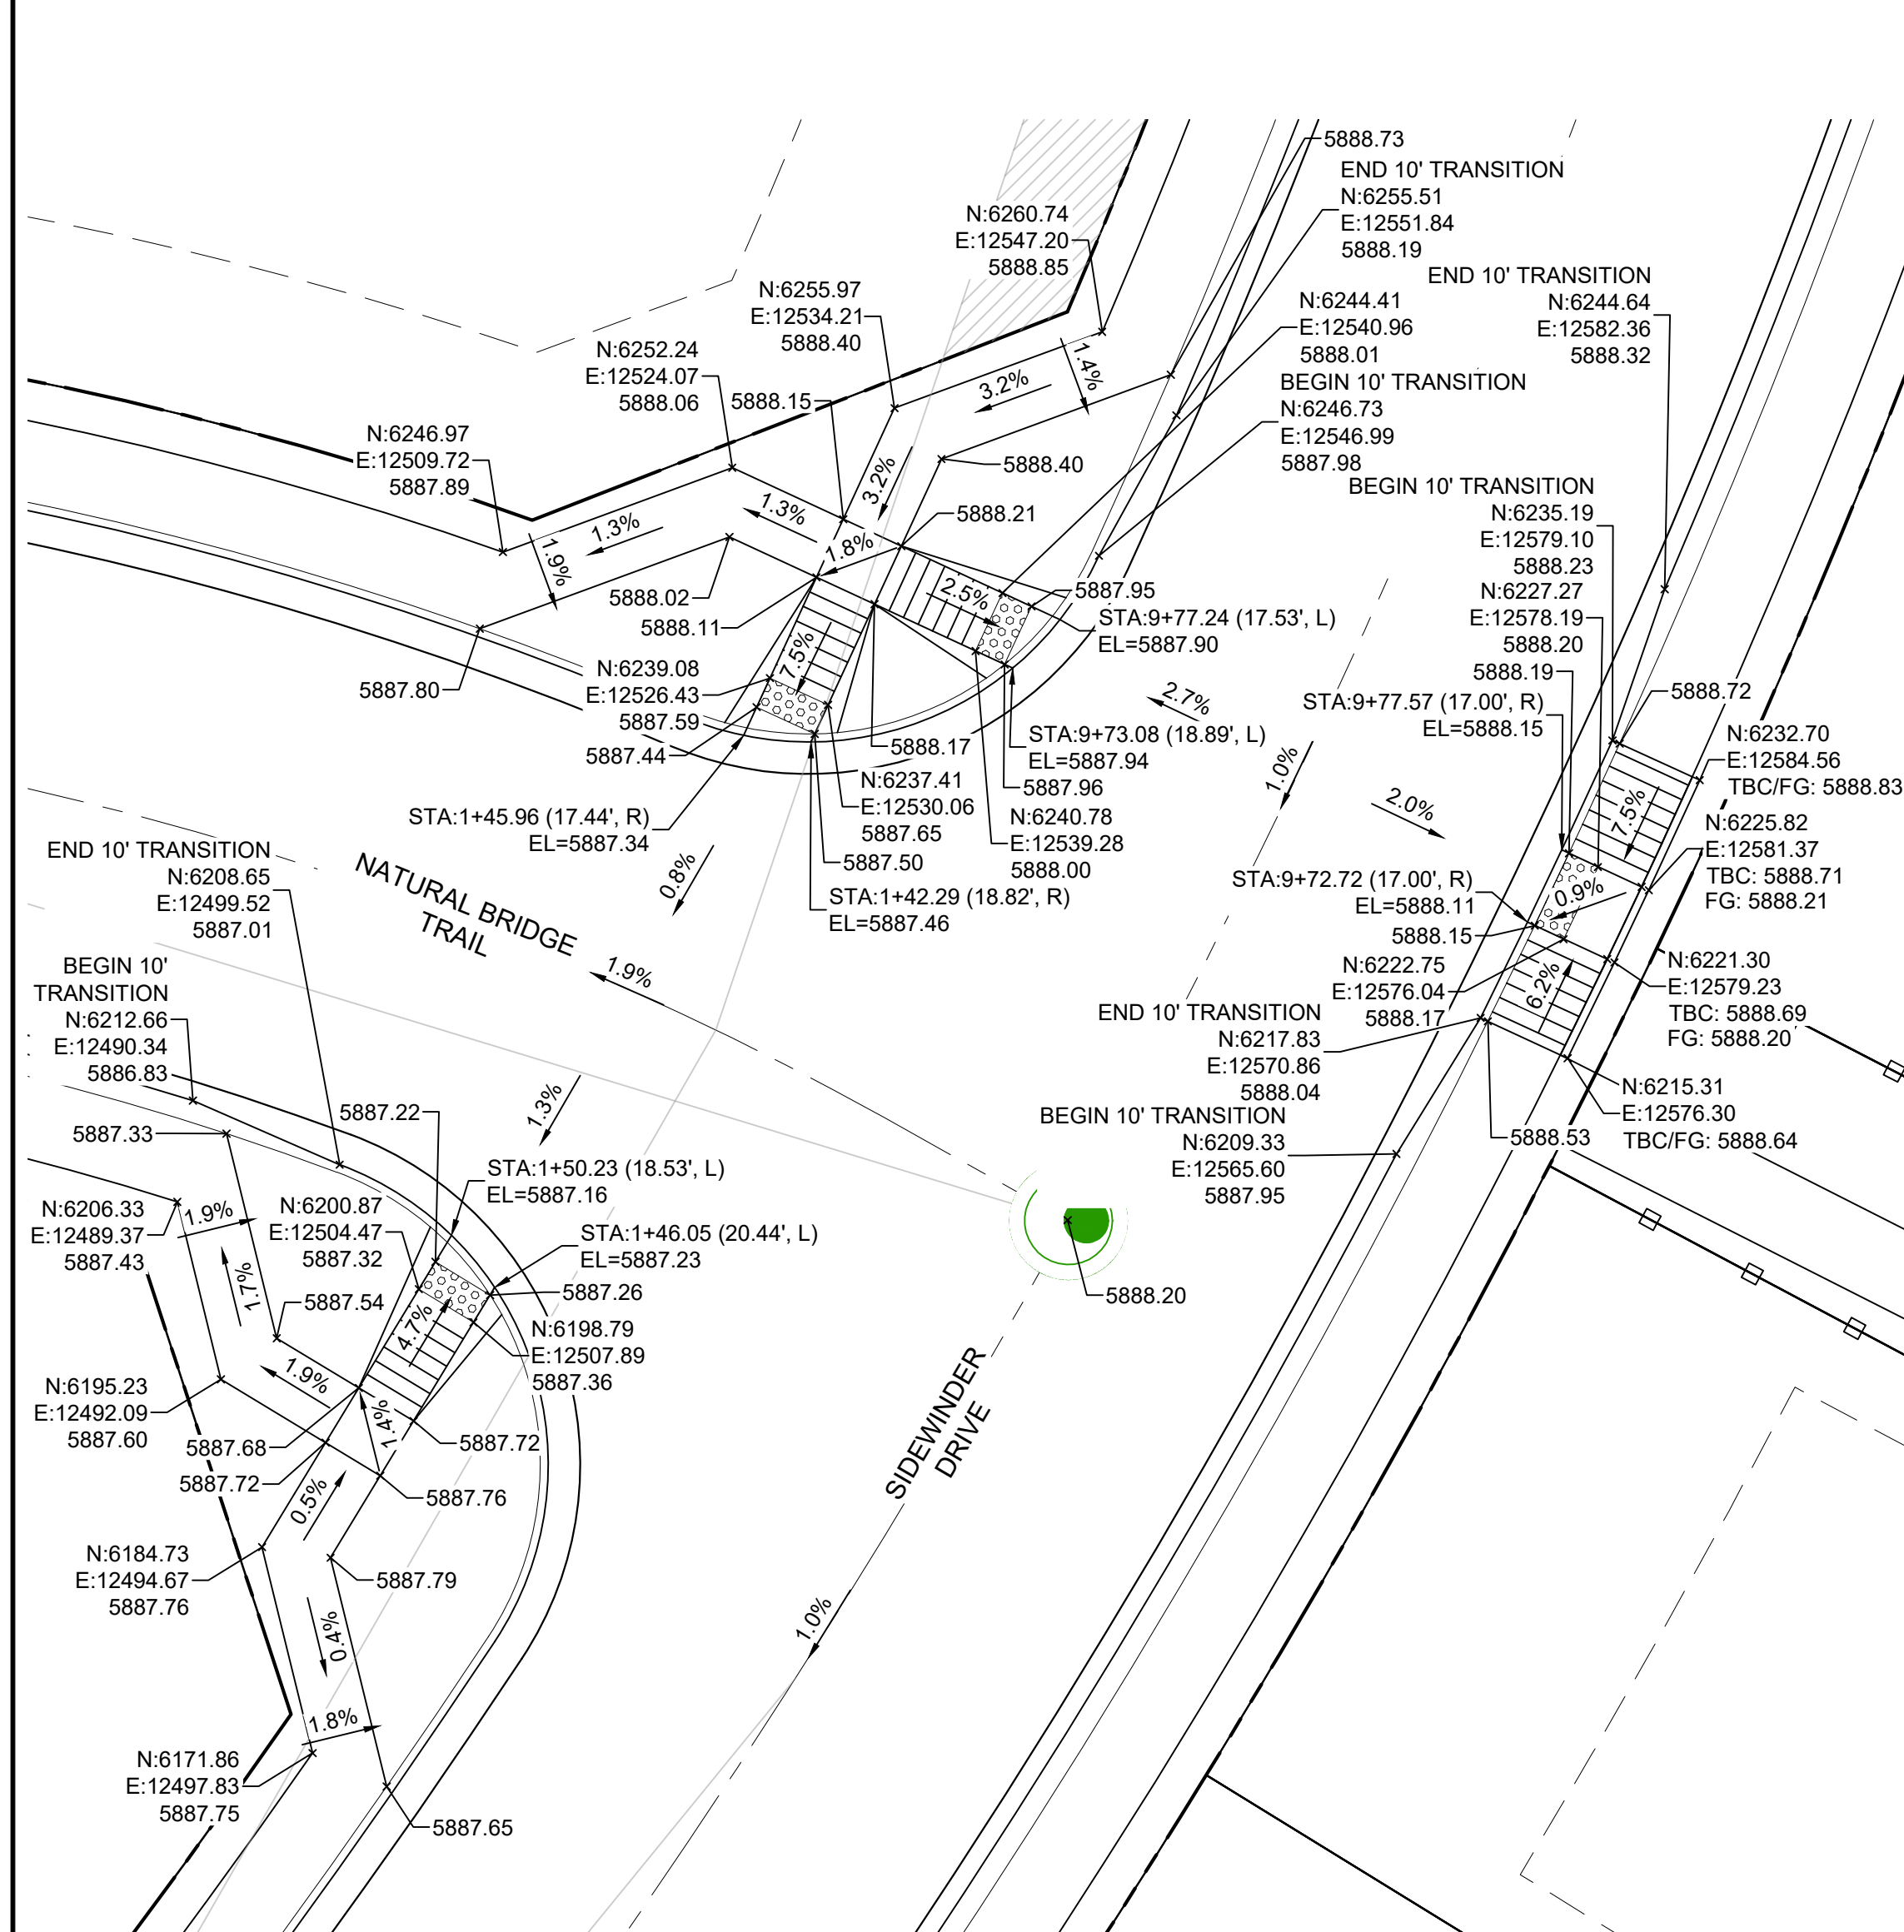 5888.73
END 10' TRANSITION
N:6255.51
E:12551.84
5888.19
N:6260.74
E:12547.20
5888.85
N:6255.97
E:12534.21
5888.40
N:6252.24
E:12524.07
5888.06
5888.15
N:6246.97
E:12509.72
5887.89
END 10' TRANSITION
N:6244.64
E:12582.36
5888.32
N:6244.41
E:12540.96
5888.01
BEGIN 10' TRANSITION
N:6246.73
E:12546.99
5887.98
BEGIN 10' TRANSITION
N:6235.19
E:12579.10
5888.23
N:6227.27
E:12578.19
5888.20
5888.19
STA:9+77.57 (17.00', R)
EL=5888.15
1.4%
3.2%
3.2%
5888.40
5888.21
1.3%
1.3%
1.9%
1.8%
2.5%
7.5%
5888.02
5888.11
5887.80
N:6239.08
E:12526.43
5887.59
5887.44
5887.95
STA:9+77.24 (17.53', L)
EL=5887.90
2.7%
STA:9+73.08 (18.89', L)
EL=5887.94
5887.96
5888.17
N:6237.41
E:12530.06
5887.65
5887.50
N:6240.78
E:12539.28
5888.00
STA:1+45.96 (17.44', R)
EL=5887.34
STA:1+42.29 (18.82', R)
EL=5887.46
0.8%
1.0%
2.0%
5888.72
N:6232.70
E:12584.56
TBC/FG: 5888.83
7.5%
N:6225.82
E:12581.37
TBC: 5888.71
FG: 5888.21
0.9%
STA:9+72.72 (17.00', R)
EL=5888.11
5888.15
N:6222.75
E:12576.04
5888.17
6.2%
N:6221.30
E:12579.23
TBC: 5888.69
FG: 5888.20
END 10' TRANSITION
N:6217.83
E:12570.86
5888.04
BEGIN 10' TRANSITION
N:6209.33
E:12565.60
5887.95
5888.53
N:6215.31
E:12576.30
TBC/FG: 5888.64
NATURAL BRIDGE
TRAIL
1.9%
END 10' TRANSITION
N:6208.65
E:12499.52
5887.01
BEGIN 10'
TRANSITION
N:6212.66
E:12490.34
5886.83
5887.33
5887.22
1.3%
STA:1+50.23 (18.53', L)
EL=5887.16
STA:1+46.05 (20.44', L)
EL=5887.23
5887.26
N:6206.33
E:12489.37
5887.43
1.9%
N:6200.87
E:12504.47
5887.32
1.7%
5887.54
4.7%
N:6198.79
E:12507.89
5887.36
1.9%
N:6195.23
E:12492.09
5887.60
5887.68
1.4%
5887.72
5887.72
5887.76
0.5%
N:6184.73
E:12494.67
5887.76
5887.79
0.4%
1.8%
N:6171.86
E:12497.83
5887.75
5887.65
5888.20
SIDEWINDER
DRIVE
1.0%